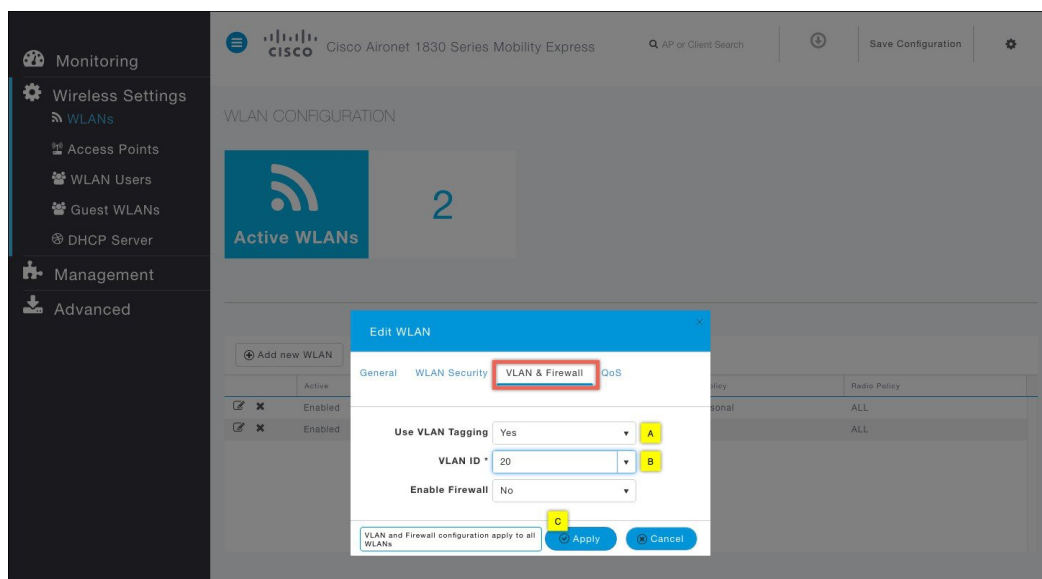 Monitoring
Wireless Settings
WLANs
Access Points
WLAN Users
Guest WLANs
DHCP Server
Management
Advanced
CISCO Cisco Aironet 1830 Series Mobility Express
AP or Client Search
Save Configuration
WLAN CONFIGURATION
Active WLANs
2
Add new WLAN
Active
Radio Policy
Enabled
sonal
ALL
Enabled
ALL
Edit WLAN
General
WLAN Security
VLAN & Firewall
QoS
Use VLAN Tagging Yes A
VLAN ID * 20 B
Enable Firewall No
VLAN and Firewall configuration apply to all
WLANs
C
Apply
Cancel